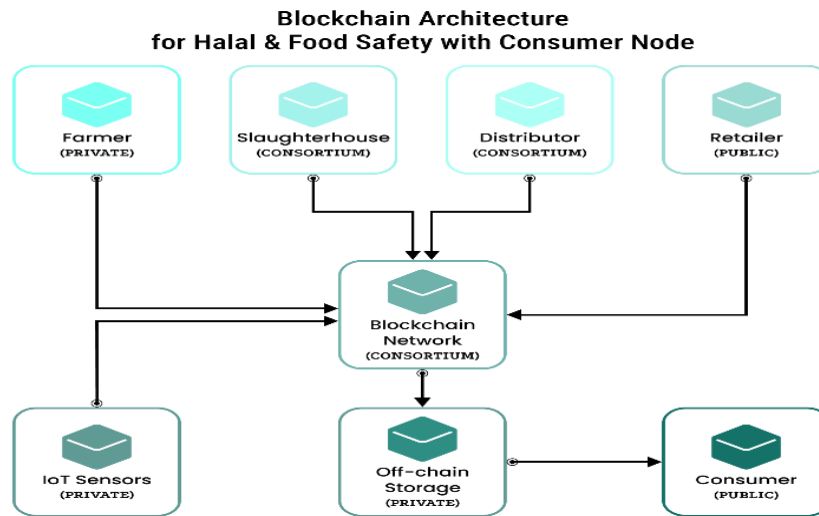 Blockchain Architecture
for Halal & Food Safety with Consumer Node
Farmer
(PRIVATE)
Slaughterhouse
(CONSORTIUM)
Distributor
(CONSORTIUM)
Retailer
(PUBLIC)
Blockchain
Network
(CONSORTIUM)
IoT Sensors
(PRIVATE)
Off-chain
Storage
(PRIVATE)
Consumer
(PUBLIC)